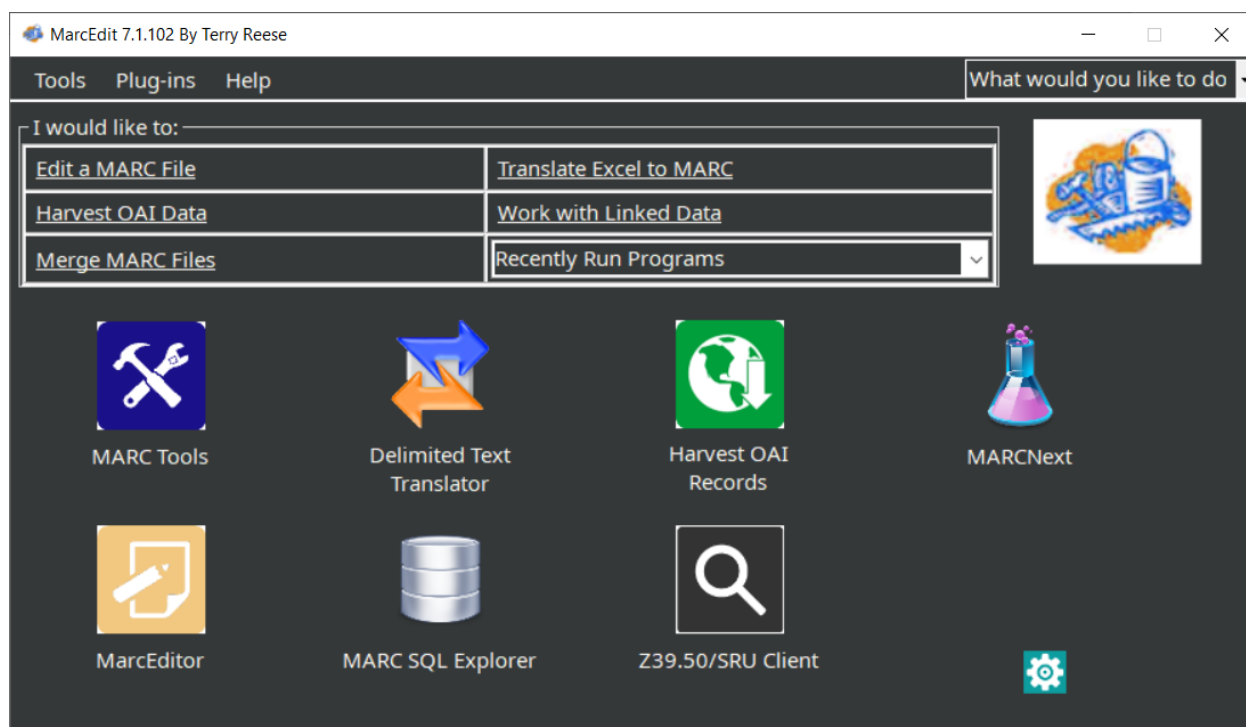 MarcEdit 7.1.102 By Terry Reese
Tools Plug-ins Help What would you like to do
I would like to:
Edit a MARC File Translate Excel to MARC
Harvest OAI Data Work with Linked Data
Merge MARC Files Recently Run Programs
MARC Tools
Delimited Text
Translator
Harvest OAI
Records
MARCNext
MarcEditor
MARC SQL Explorer
Z39.50/SRU Client